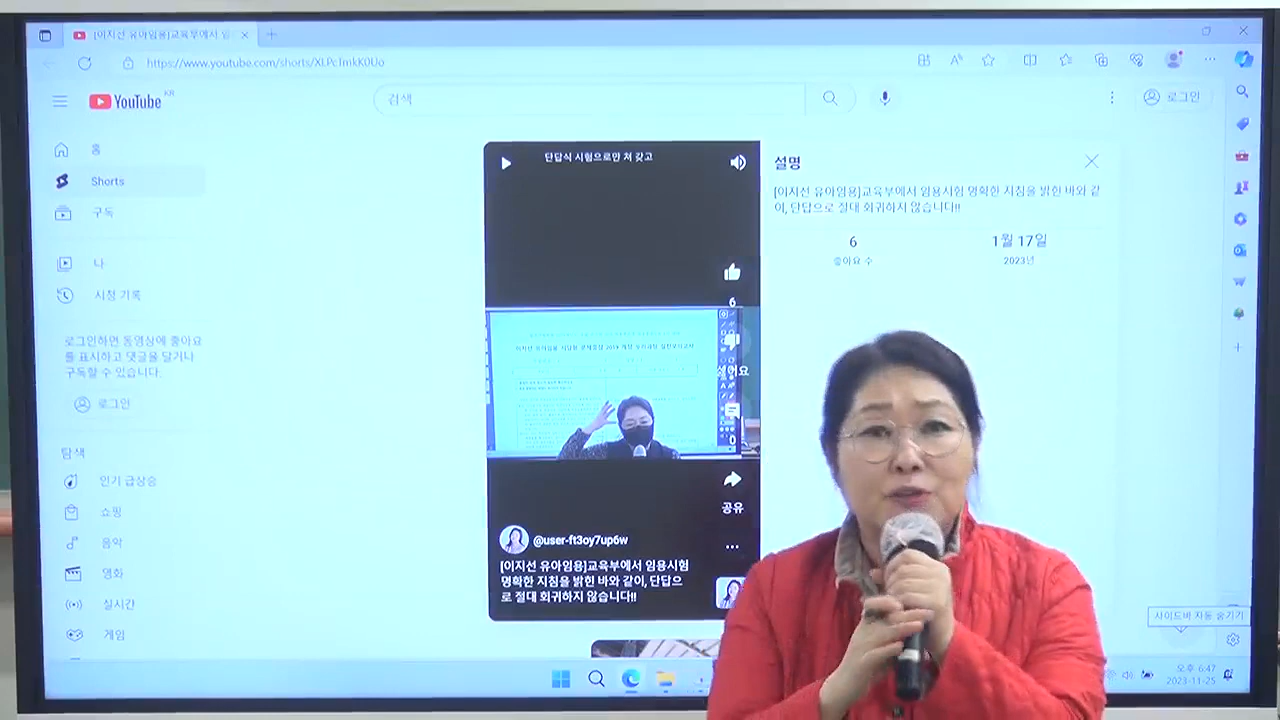 [이지선 유아임용]교육부에서 임
https://www.youtube.com/shorts/XLPcTmkK0Uo
YouTube KR
검색
로그인
홈
Shorts
구독
나
시청 기록
로그인하면 동영상에 좋아요
를 표시하고 댓글을 달거나
구독할 수 있습니다.
로그인
탐색
인기 급상승
쇼핑
음악
영화
실시간
게임
단답식 시험으로만 쳐 갖고
6
싫어요
0
공유
@user-ft3oy7up6w
[이지선 유아임용]교육부에서 임용시험
명확한 지침을 밝힌 바와 같이, 단답으
로 절대 회귀하지 않습니다!!
설명
[이지선 유아임용]교육부에서 임용시험 명확한 지침을 밝힌 바와 같
이, 단답으로 절대 회귀하지 않습니다!!
6
좋아요 수
1월 17일
2023년
사이드바 자동 숨기기
오후 6:47
2023-11-25